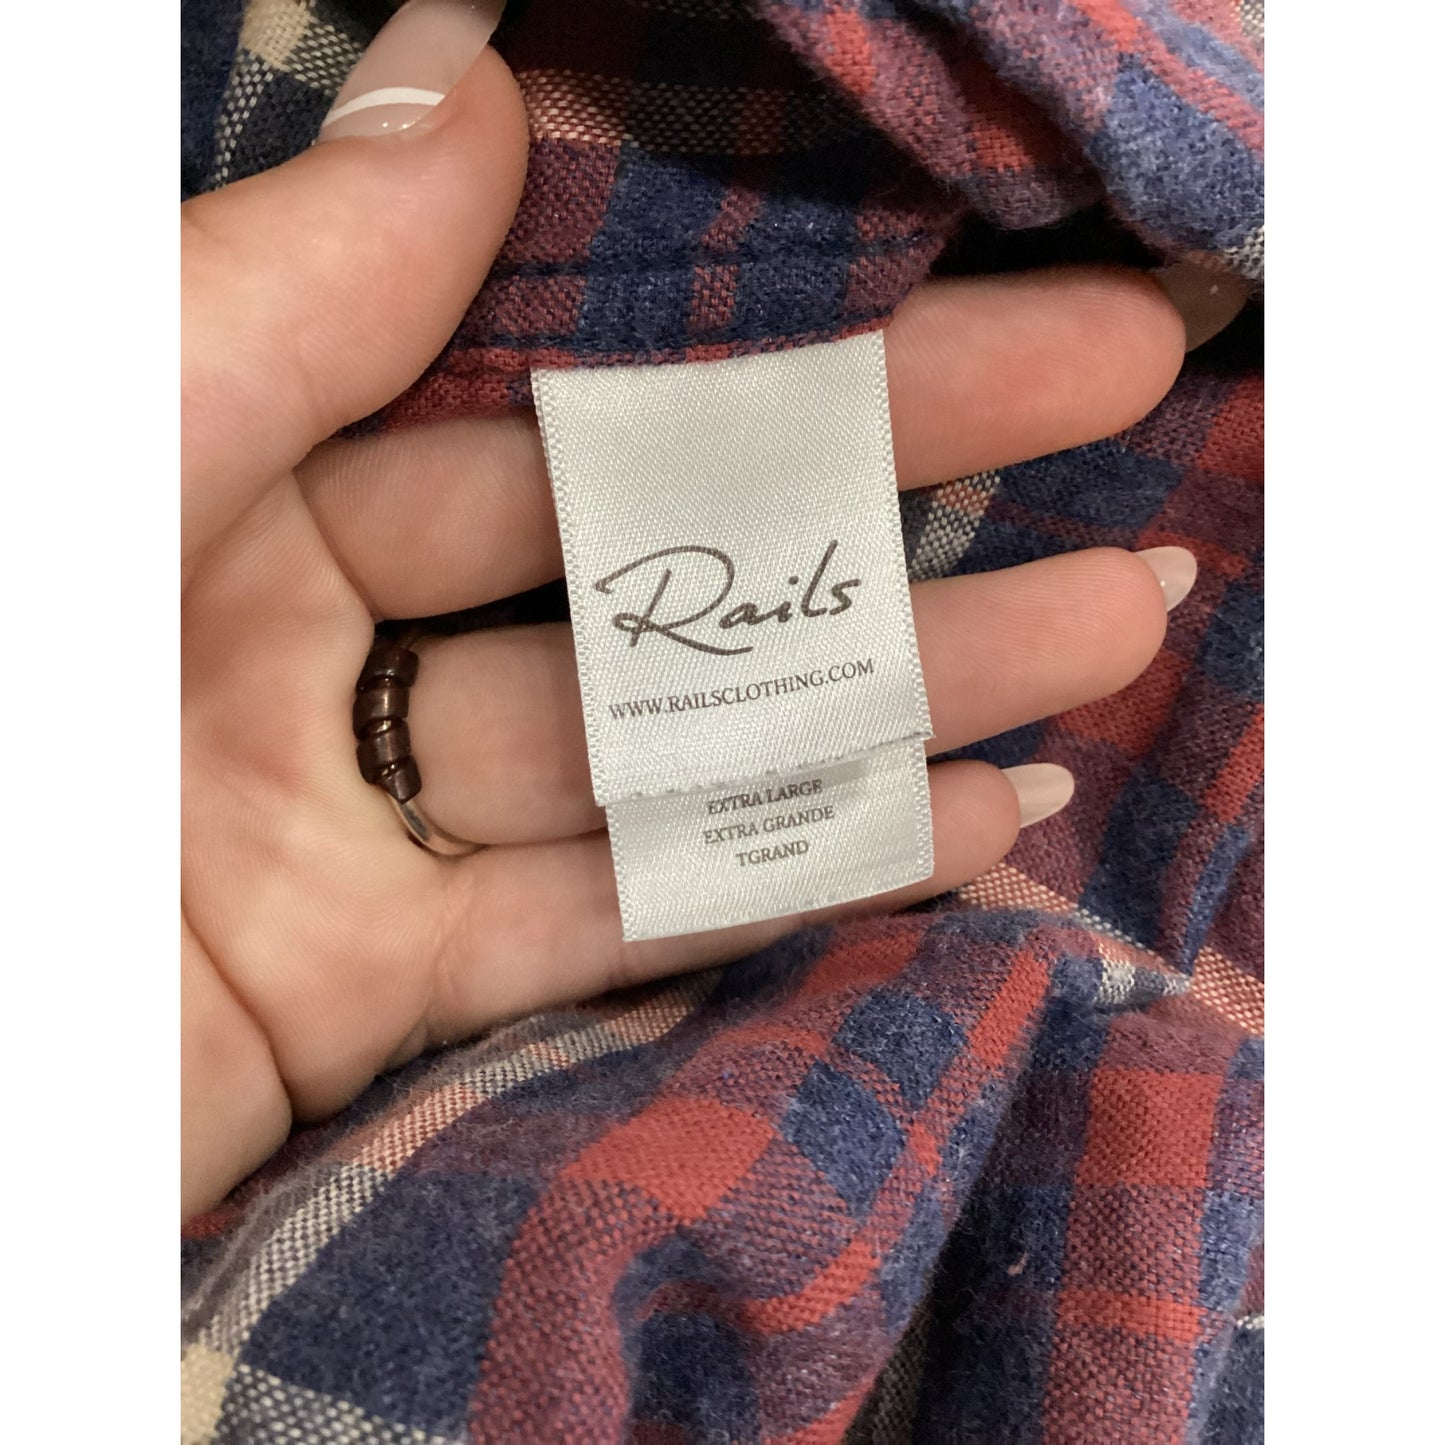 Rails
WWW.RAILSCLOTHING.COM
EXTRA LARGE
EXTRA GRANDE
TGRAND